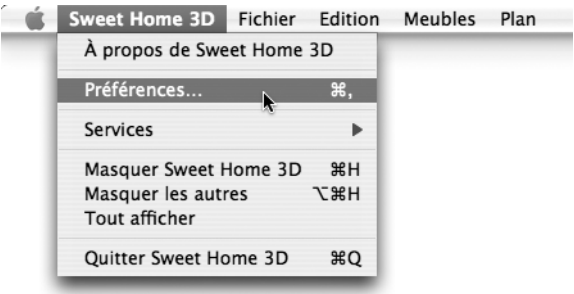 Sweet Home 3D Fichier Edition Meubles Plan
À propos de Sweet Home 3D
Préférences... ⌘,
Services
Masquer Sweet Home 3D ⌘H
Masquer les autres ⌥⌘H
Tout afficher
Quitter Sweet Home 3D ⌘Q